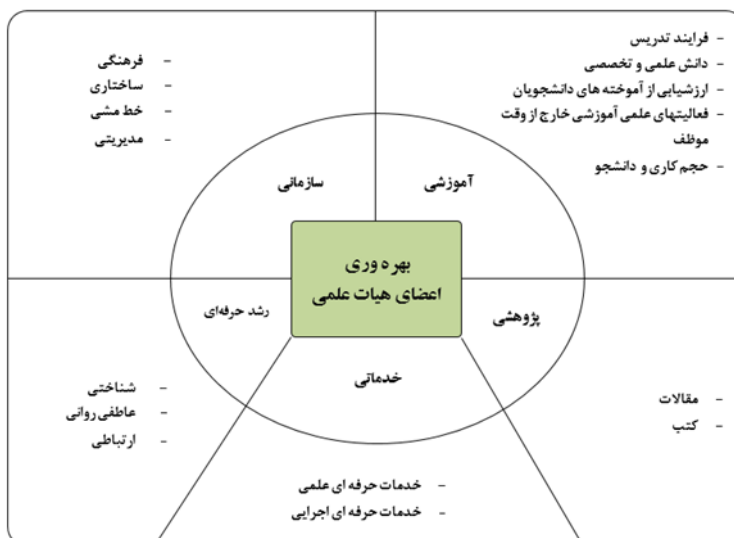 - فرایند تدریس
- دانش علمی و تخصصی
- ارزشیابی از آموخته های دانشجویان
- فعالیتهای علمی آموزشی خارج از وقت
موظف
- حجم کاری و دانشجو
- فرهنگی
- ساختاری
- خط مشی
- مدیریتی
آموزشی
سازمانی
بهره وری
اعضای هیات علمی
پژوهشی
رشد حرفه‌ای
خدماتی
- مقالات
- کتب
- شناختی
- عاطفی روانی
- ارتباطی
- خدمات حرفه ای علمی
- خدمات حرفه ای اجرایی